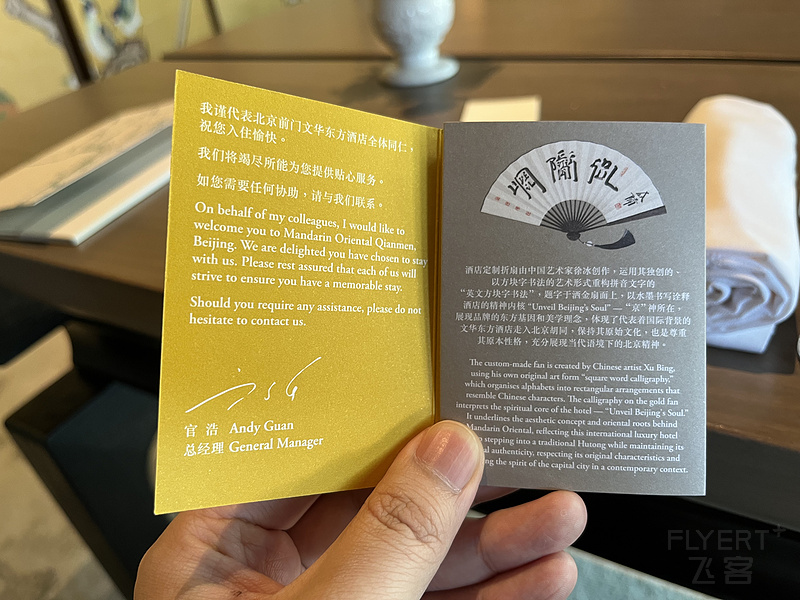 我谨代表北京前门文华东方酒店全体同仁，
祝您入住愉快。
我们将竭尽所能为您提供贴心服务。
如您需要任何协助，请与我们联系。
On behalf of my colleagues, I would like to
welcome you to Mandarin Oriental Qianmen,
Beijing. We are delighted you have chosen to stay
with us. Please rest assured that each of us will
strive to ensure you have a memorable stay.
Should you require any assistance, please do not
hesitate to contact us.
官 浩 Andy Guan
总经理 General Manager
酒店定制折扇由中国艺术家徐冰创作，运用其独创的、
以方块字书法的艺术形式重构拼音文字的
“英文方块字书法”，题字于洒金扇面上，以水墨书写诠释
酒店的精神内核 “Unveil Beijing's Soul” — “京”神所在，
展现品牌的东方基因和美学理念，体现了代表着国际背景的
文华东方酒店走入北京胡同，保持其原始文化，也是尊重
其原本性格，充分展现当代语境下的北京精神。
The custom-made fan is created by Chinese artist Xu Bing,
using his own original art form “square word calligraphy,”
which organises alphabets into rectangular arrangements that
resemble Chinese characters. The calligraphy on the gold fan
interprets the spiritual core of the hotel — “Unveil Beijing's Soul.”
It underlines the aesthetic concept and oriental roots behind
Mandarin Oriental, reflecting this international luxury hotel
stepping into a traditional Hutong while maintaining its
authenticity, respecting its original characteristics and
the spirit of the capital city in a contemporary context.
FLYERT+
飞客